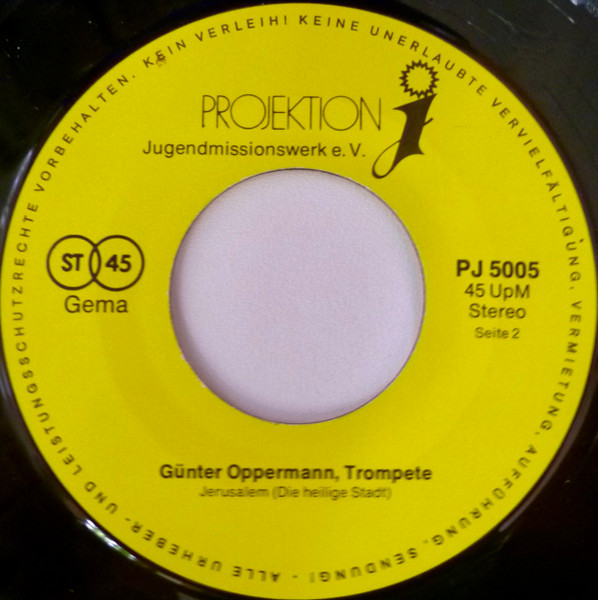 ALLE URHEBER- UND LEISTUNGSSCHUTZRECHTE VORBEHALTEN. KEIN VERLEIH! KEINE UNERLAUBTE VERVIELFÄLTIGUNG, VERMIETUNG, AUFFÜHRUNG, SENDUNG! -
PROJEKTION j
Jugendmissionswerk e. V.
ST 45
Gema
PJ 5005
45 UpM
Stereo
Seite 2
Günter Oppermann, Trompete
Jerusalem (Die heilige Stadt)